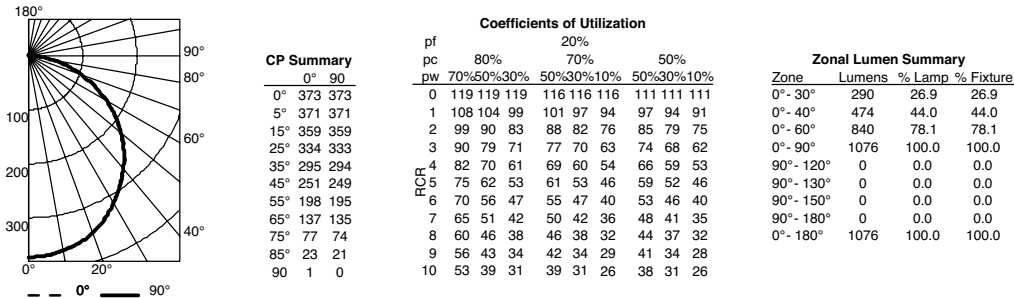 180°
90°
80°
60°
40°
100
200
300
0° 20°
0° 90°
CP Summary
0° 90
0° 373 373
5° 371 371
15° 359 359
25° 334 333
35° 295 294
45° 251 249
55° 198 195
65° 137 135
75° 77 74
85° 23 21
90 1 0
Coefficients of Utilization
pf 20%
pc 80% 70% 50%
pw 70%50%30% 50%30%10% 50%30%10%
RCR
0 119 119 119 116 116 116 111 111 111
1 108 104 99 101 97 94 97 94 91
2 99 90 83 88 82 76 85 79 75
3 90 79 71 77 70 63 74 68 62
4 82 70 61 69 60 54 66 59 53
5 75 62 53 61 53 46 59 52 46
6 70 56 47 55 47 40 53 46 40
7 65 51 42 50 42 36 48 41 35
8 60 46 38 46 38 32 44 37 32
9 56 43 34 42 34 29 41 34 28
10 53 39 31 39 31 26 38 31 26
Zonal Lumen Summary
Zone Lumens % Lamp % Fixture
0°- 30° 290 26.9 26.9
0°- 40° 474 44.0 44.0
0°- 60° 840 78.1 78.1
0°- 90° 1076 100.0 100.0
90°- 120° 0 0.0 0.0
90°- 130° 0 0.0 0.0
90°- 150° 0 0.0 0.0
90°- 180° 0 0.0 0.0
0°- 180° 1076 100.0 100.0